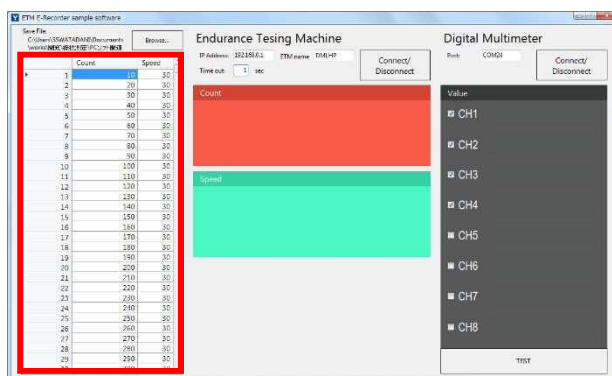 ETM E-Recorder sample software
Save File:
C:\Users\SSWATADANI\Documents
Browse...
Count Speed
1 10 30
2 20 30
3 30 30
4 40 30
5 50 30
6 60 30
7 70 30
8 80 30
9 90 30
10 100 30
11 110 30
12 120 30
13 130 30
14 140 30
15 150 30
16 160 30
17 170 30
18 180 30
19 190 30
20 200 30
21 210 30
22 220 30
23 230 30
24 240 30
25 250 30
26 260 30
27 270 30
28 280 30
29 290 30
Endurance Tesing Machine
IP Address: 192.168.0.1 ETM name DMLHP
Time out: 1 sec
Connect/
Disconnect
Count
Speed
Digital Multimeter
Port: COM24
Connect/
Disconnect
Value
CH1
CH2
CH3
CH4
CH5
CH6
CH7
CH8
TEST